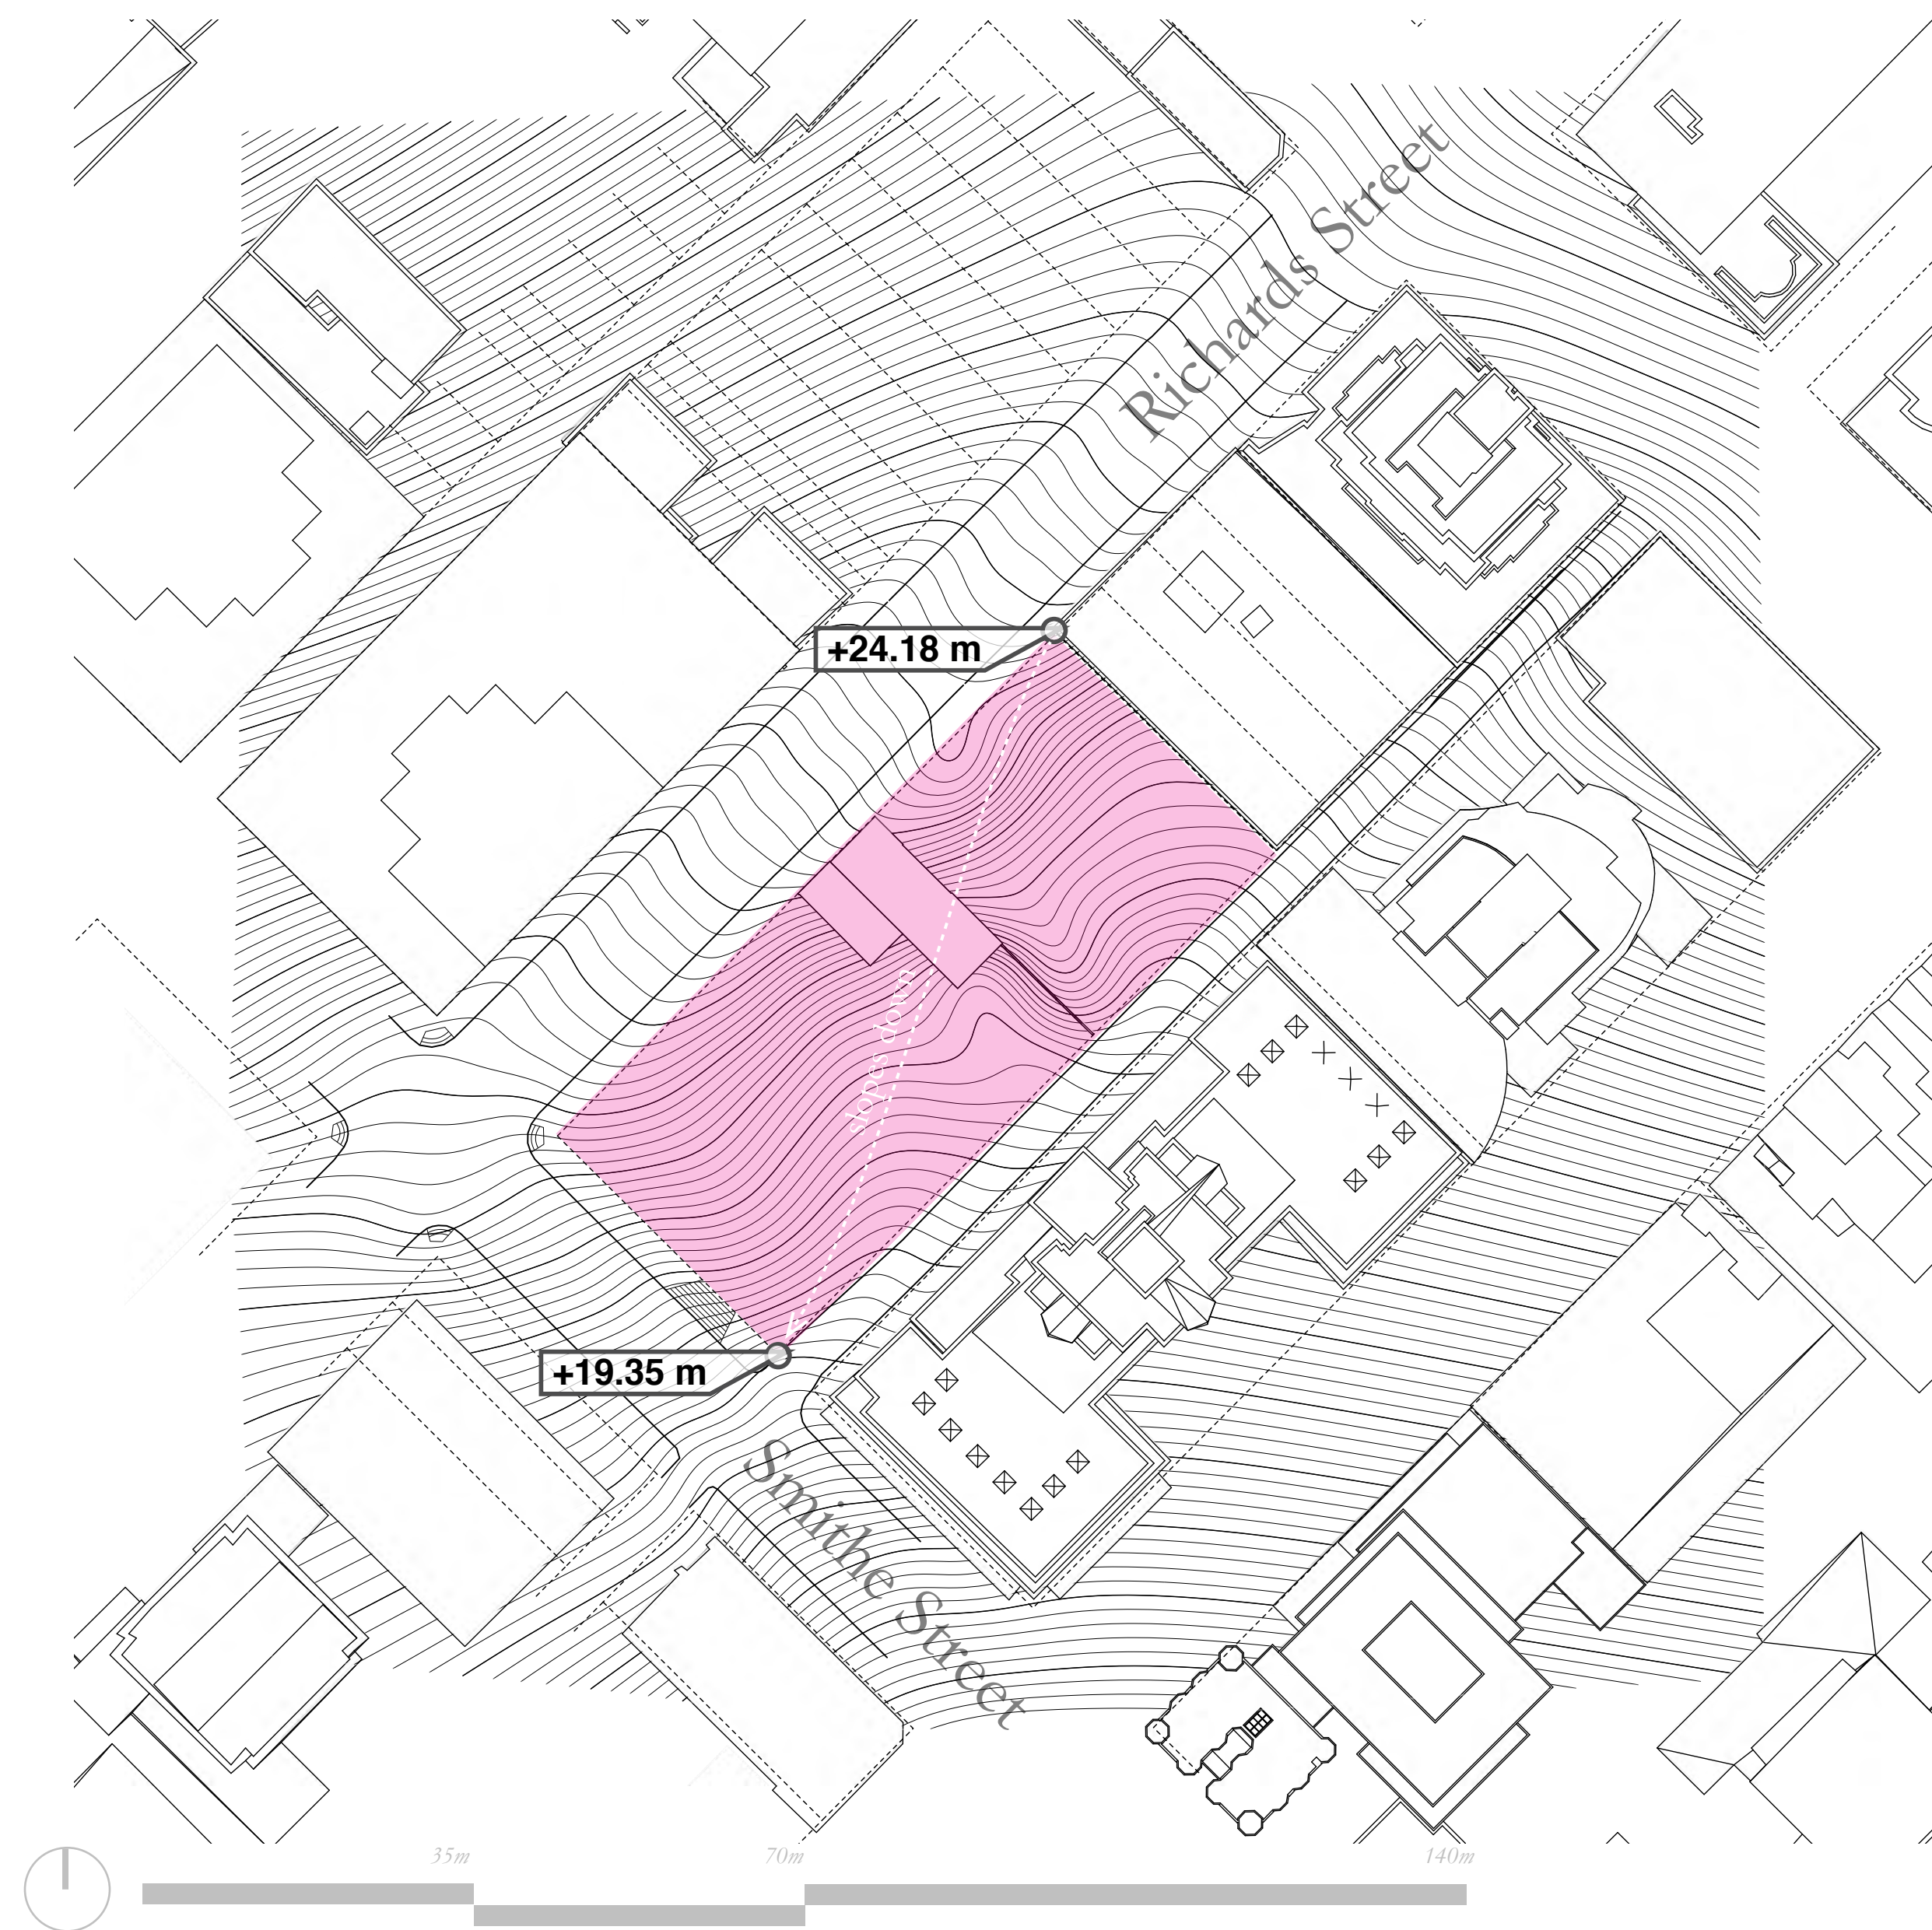 Richards Street
+24.18 m
slopes down
+19.35 m
Smithe Street
35m 70m 140m